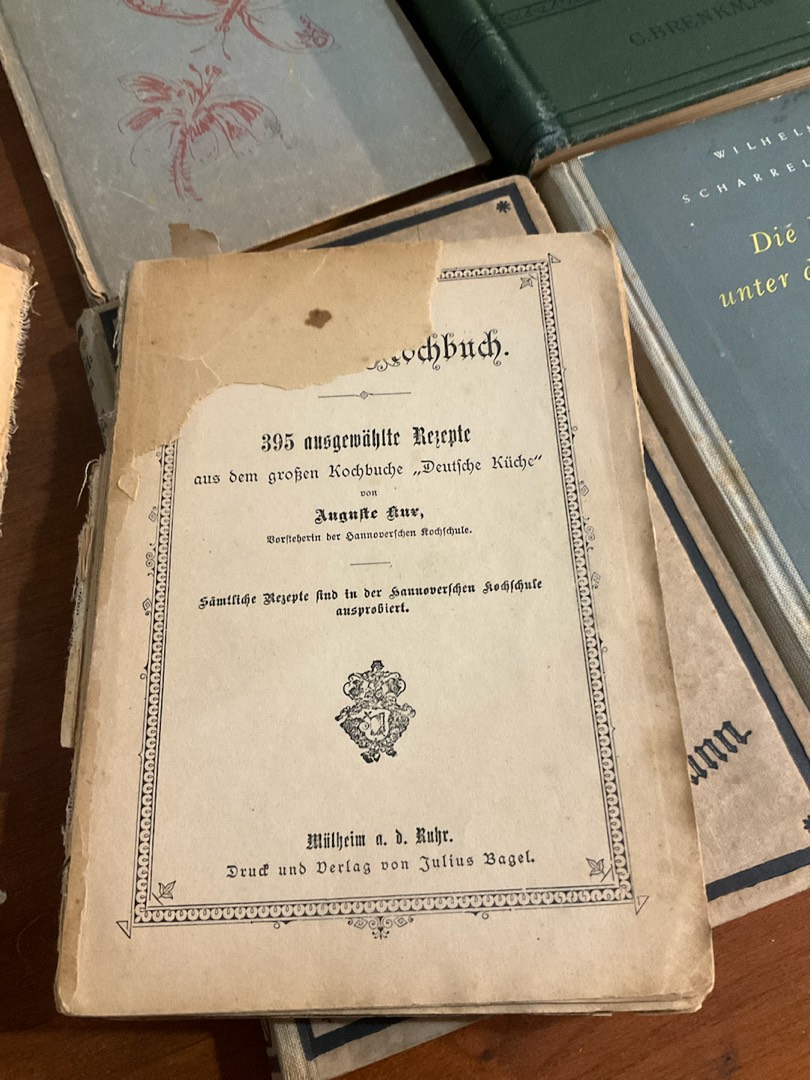 C. BRENKMA
WILHEL
SCHARREL
Die
unter d
Kochbuch.
395 ausgewählte Rezepte
aus dem großen Kochbuche „Deutsche Küche“
von
Auguste Kux,
Vorsteherin der Hannoverschen Kochschule.
Sämtliche Rezepte sind in der Hannoverschen Kochschule
ausprobiert.
Mülheim a. d. Ruhr.
Druck und Verlag von Julius Bagel.
ann